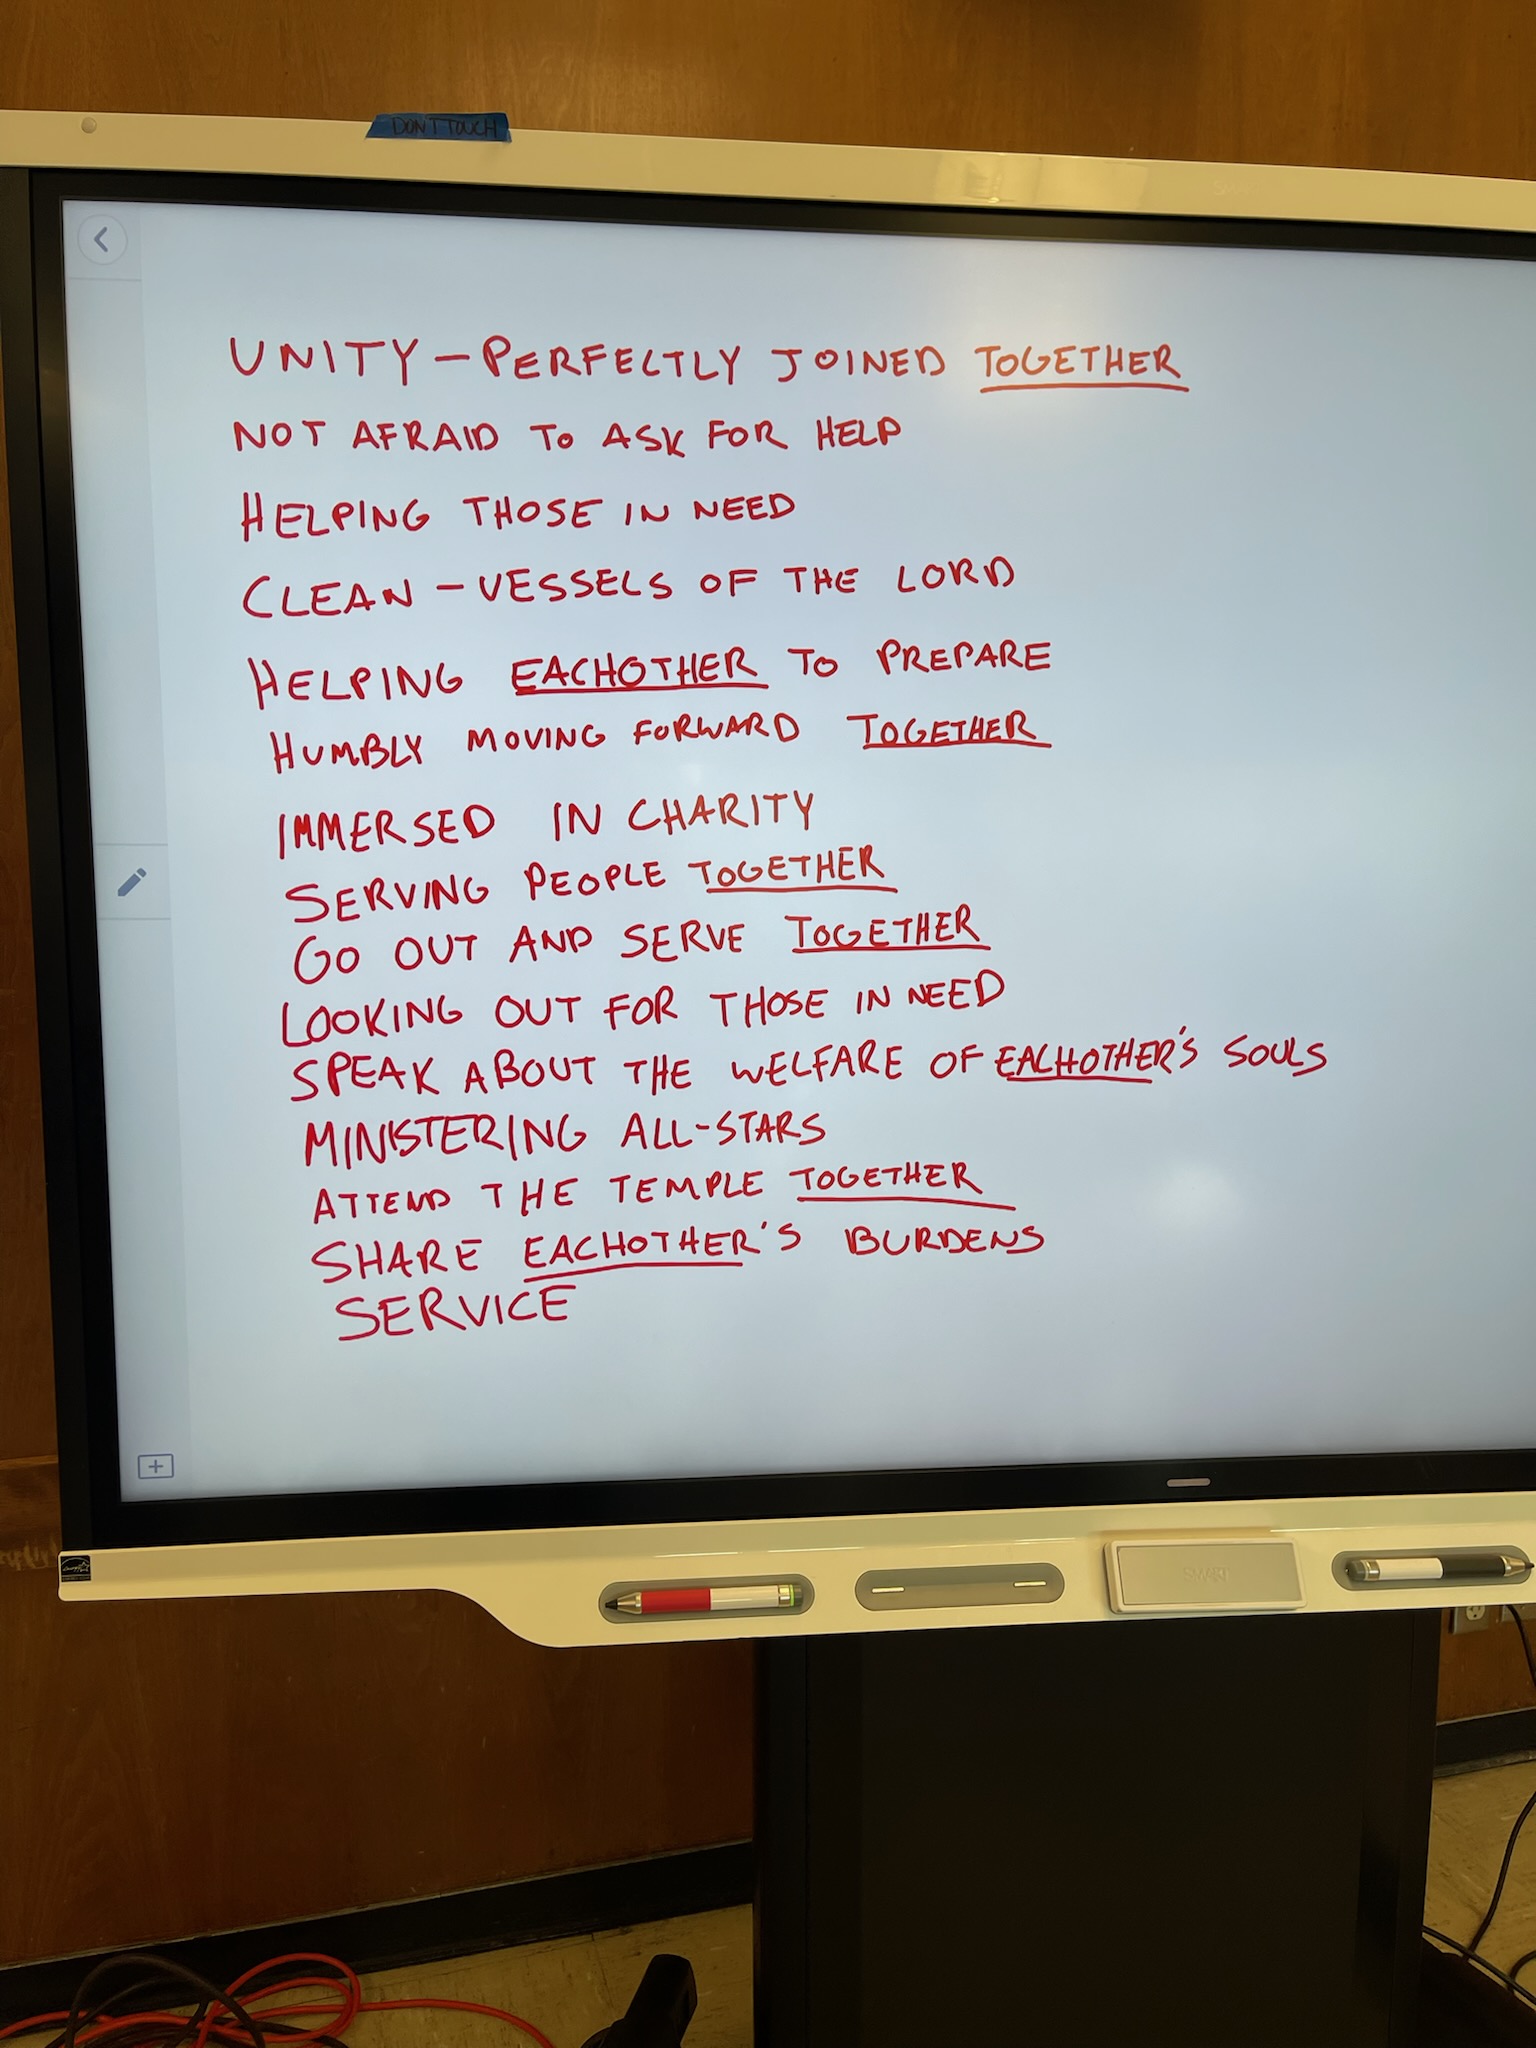 DON'T TOUCH
UNITY - PERFECTLY JOINED TOGETHER
NOT AFRAID TO ASK FOR HELP
HELPING THOSE IN NEED
CLEAN - VESSELS OF THE LORD
HELPING EACHOTHER TO PREPARE
HUMBLY MOVING FORWARD TOGETHER
IMMERSED IN CHARITY
SERVING PEOPLE TOGETHER
GO OUT AND SERVE TOGETHER
LOOKING OUT FOR THOSE IN NEED
SPEAK ABOUT THE WELFARE OF EACHOTHER'S SOULS
MINISTERING ALL-STARS
ATTEND THE TEMPLE TOGETHER
SHARE EACHOTHER'S BURDENS
SERVICE
SMART